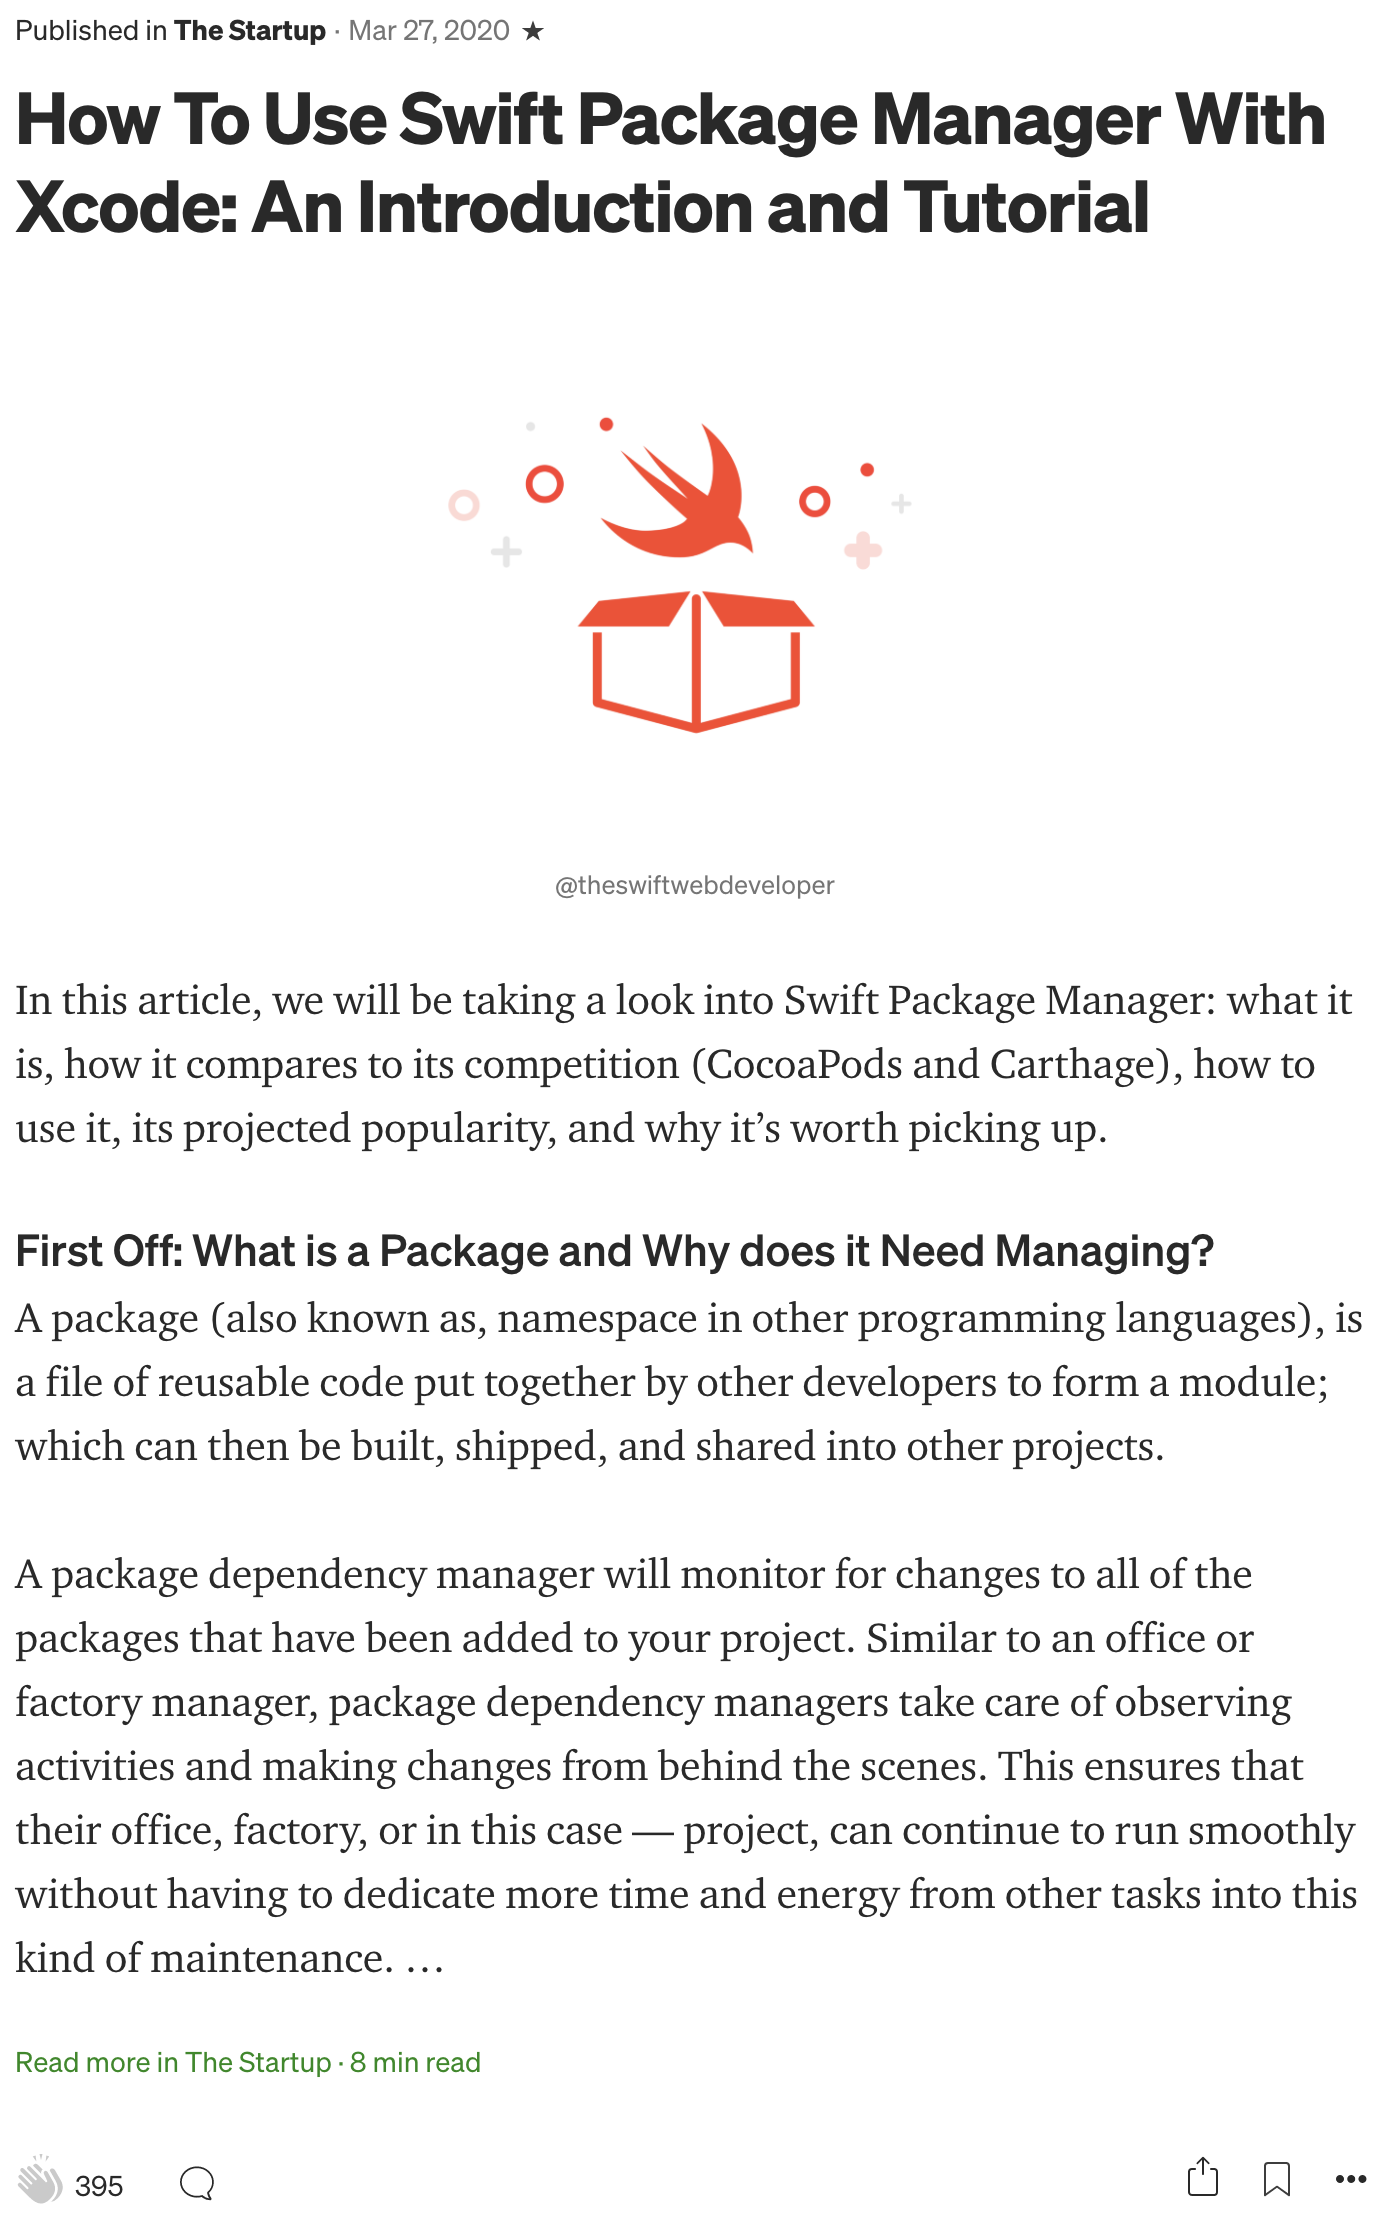 Published in The Startup · Mar 27, 2020 ★
How To Use Swift Package Manager With
Xcode: An Introduction and Tutorial
@theswiftwebdeveloper
In this article, we will be taking a look into Swift Package Manager: what it
is, how it compares to its competition (CocoaPods and Carthage), how to
use it, its projected popularity, and why it’s worth picking up.
First Off: What is a Package and Why does it Need Managing?
A package (also known as, namespace in other programming languages), is
a file of reusable code put together by other developers to form a module;
which can then be built, shipped, and shared into other projects.
A package dependency manager will monitor for changes to all of the
packages that have been added to your project. Similar to an office or
factory manager, package dependency managers take care of observing
activities and making changes from behind the scenes. This ensures that
their office, factory, or in this case — project, can continue to run smoothly
without having to dedicate more time and energy from other tasks into this
kind of maintenance. …
Read more in The Startup · 8 min read
395